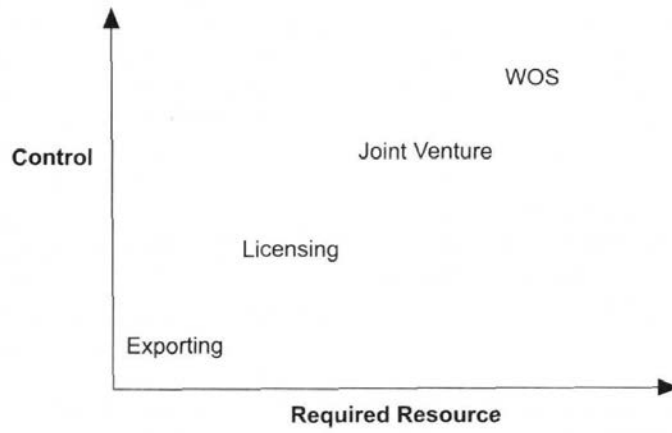 WOS
Joint Venture
Control
Licensing
Exporting
Required Resource